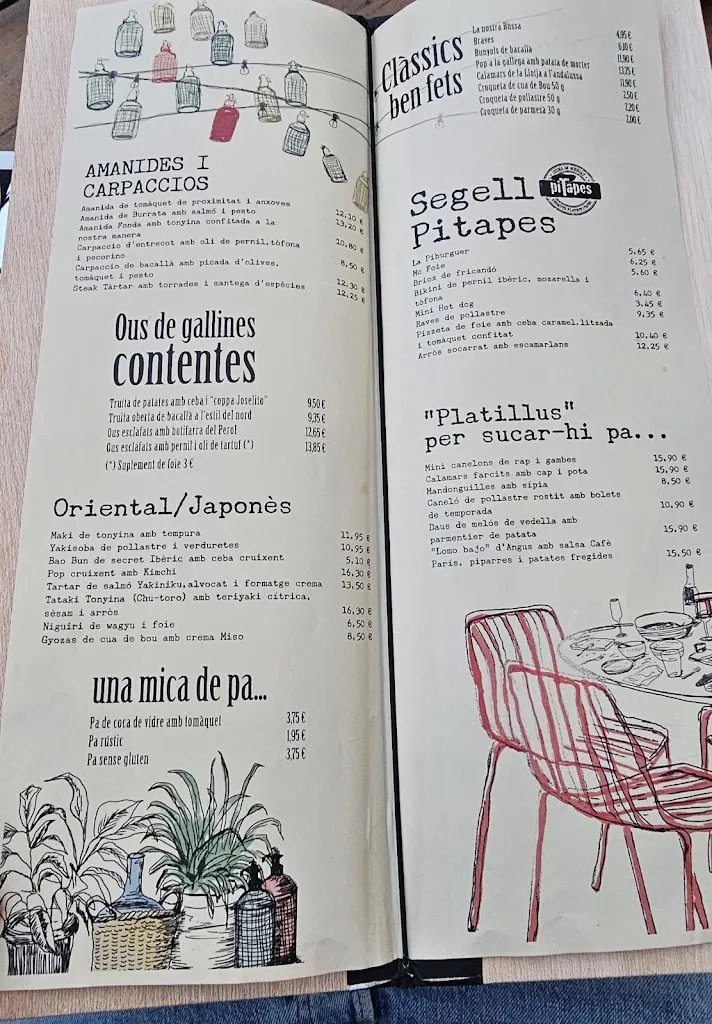 AMANIDES I
CARPACCIOS
Amanida de tomàquet de proximitat i anxoves 12,10 €
Amanida de Burrata amb salmó i pesto 13,20 €
Amanida Fonda amb tonyina confitada a la
nostra manera 10,80 €
Carpaccio d'entrecot amb oli de pernil,tòfona
i pecorino 8,50 €
Carpaccio de bacallà amb picada d'olives,
tomàquet i pesto 12,30 €
Steak Tàrtar amb torrades i mantega d'espècies 12,25 €
Ous de gallines
contentes
Truita de patates amb ceba i "coppa Joselito" 9,50 €
Truita oberta de bacallà a l'estil del nord 9,35 €
Ous esclafats amb botifarra del Perol 12,65 €
Ous esclafats amb pernil i oli de tartuf (*) 13,85 €
(*) Suplement de foie 3 €
Oriental/Japonès
Maki de tonyina amb tempura 11,95 €
Yakisoba de pollastre i verduretes 10,95 €
Bao Bun de secret Ibèric amb ceba cruixent 5,10 €
Pop cruixent amb Kimchi 16,30 €
Tartar de salmó Yakiniku,alvocat i formatge crema 13,50 €
Tataki Tonyina (Chu-toro) amb teriyaki cítrica,
sèsam i arròs 16,30 €
Niguiri de wagyu i foie 6,50 €
Gyozas de cua de bou amb crema Miso 8,50 €
una mica de pa...
Pa de coca de vidre amb tomàquet 3,75 €
Pa rústic 1,95 €
Pa sense gluten 3,75 €
Clàssics
ben fets
La nostra Russa 4,95 €
Braves 6,10 €
Bunyols de bacallà 11,90 €
Pop a la gallega amb patata de morter 13,75 €
Calamars de la Llotja a l'andalussa 11,90 €
Croqueta de cua de Bou 50 g 2,50 €
Croqueta de pollastre 50 g 2,20 €
Croqueta de parmesà 30 g 2,00 €
Segell
piTapes
Pitapes
La Piburguer 5,65 €
Mc Foie 6,25 €
Briox de fricandó 5,60 €
Bikini de pernil ibèric, mozarella i
tòfona 6,40 €
Mini Hot dog 3,45 €
Raves de pollastre 9,35 €
Pizzeta de foie amb ceba caramel.litzada
i tomàquet confitat 10,40 €
Arròs socarrat amb escamarlans 12,25 €
"Platillus"
per sucar-hi pa...
Mini canelons de rap i gambes 15,90 €
Calamars farcits amb cap i pota 15,90 €
Mandonguilles amb sípia 8,50 €
Caneló de pollastre rostit amb bolets
de temporada 10,90 €
Daus de melós de vedella amb
parmentier de patata 15,90 €
"Lomo bajo" d'Angus amb salsa Cafè
Paris, piparres i patates fregides 15,50 €